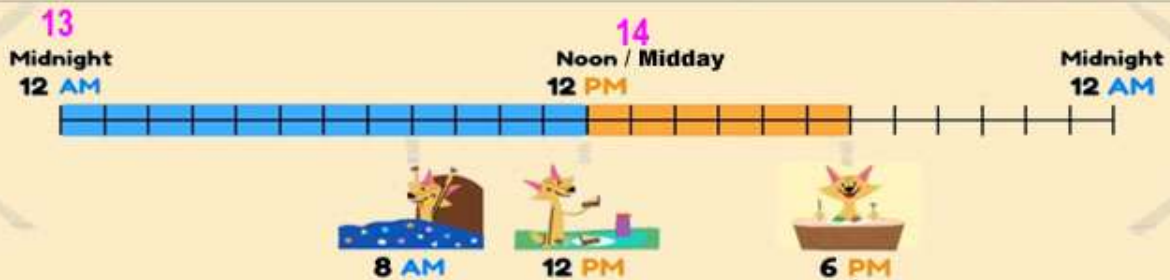 13
14
Midnight
Noon / Midday
Midnight
12 AM
12 PM
12 AM
8 AM
12 PM
6 PM